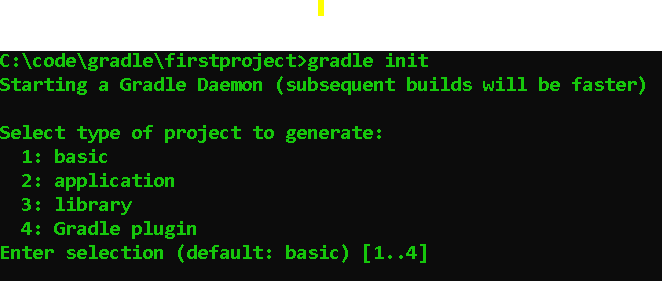 C:\code\gradle\firstproject>gradle init
Starting a Gradle Daemon (subsequent builds will be faster)
Select type of project to generate:
1: basic
2: application
3: library
4: Gradle plugin
Enter selection (default: basic) [1..4]